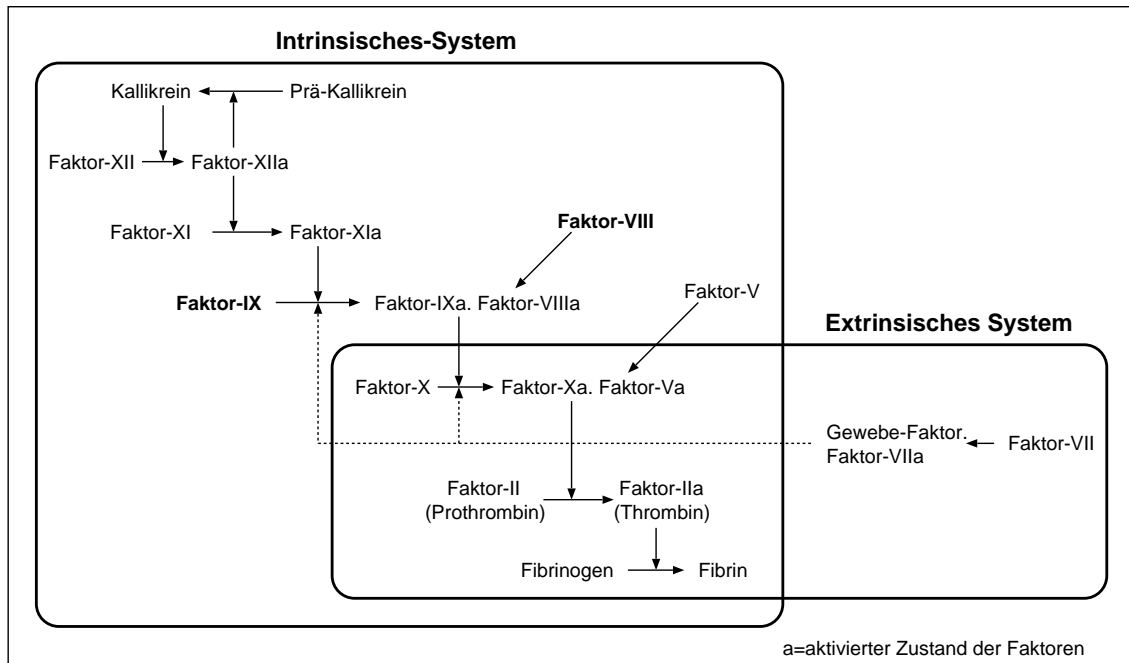 Intrinsisches-System
Kallikrein
Prä-Kallikrein
Faktor-XII
Faktor-XIIa
Faktor-XI
Faktor-XIa
Faktor-VIII
Faktor-IX
Faktor-IXa. Faktor-VIIIa
Faktor-V
Extrinsisches System
Faktor-X
Faktor-Xa. Faktor-Va
Gewebe-Faktor.
Faktor-VIIa
Faktor-VII
Faktor-II
(Prothrombin)
Faktor-IIa
(Thrombin)
Fibrinogen
Fibrin
a=aktivierter Zustand der Faktoren